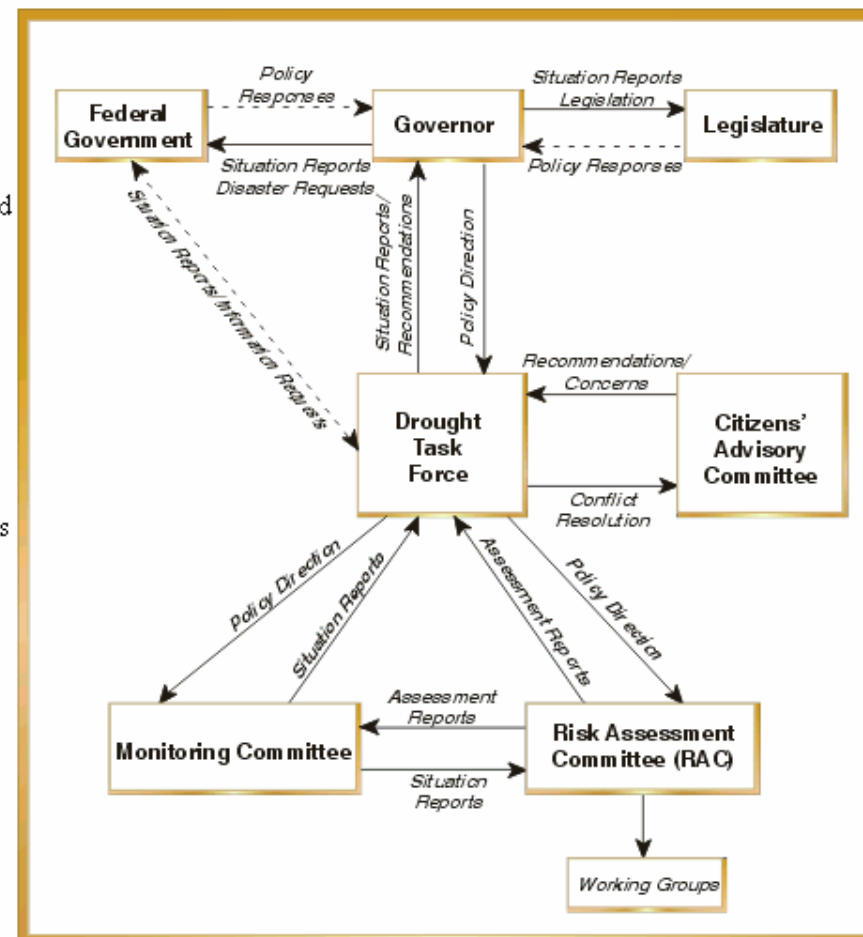 Policy
Responses
Situation Reports
Legislation
Federal
Government
Governor
Legislature
Situation Reports
Disaster Requests
Policy Responses
d
Situation Reports/Information Requests
Situation Reports/
Recommendations
Policy Direction
Recommendations/
Concerns
Drought
Task
Force
Citizens'
Advisory
Committee
Conflict
Resolution
s
Policy Direction
Situation Reports
Assessment Reports
Policy Direction
Assessment
Reports
Monitoring Committee
Risk Assessment
Committee (RAC)
Situation
Reports
Working Groups